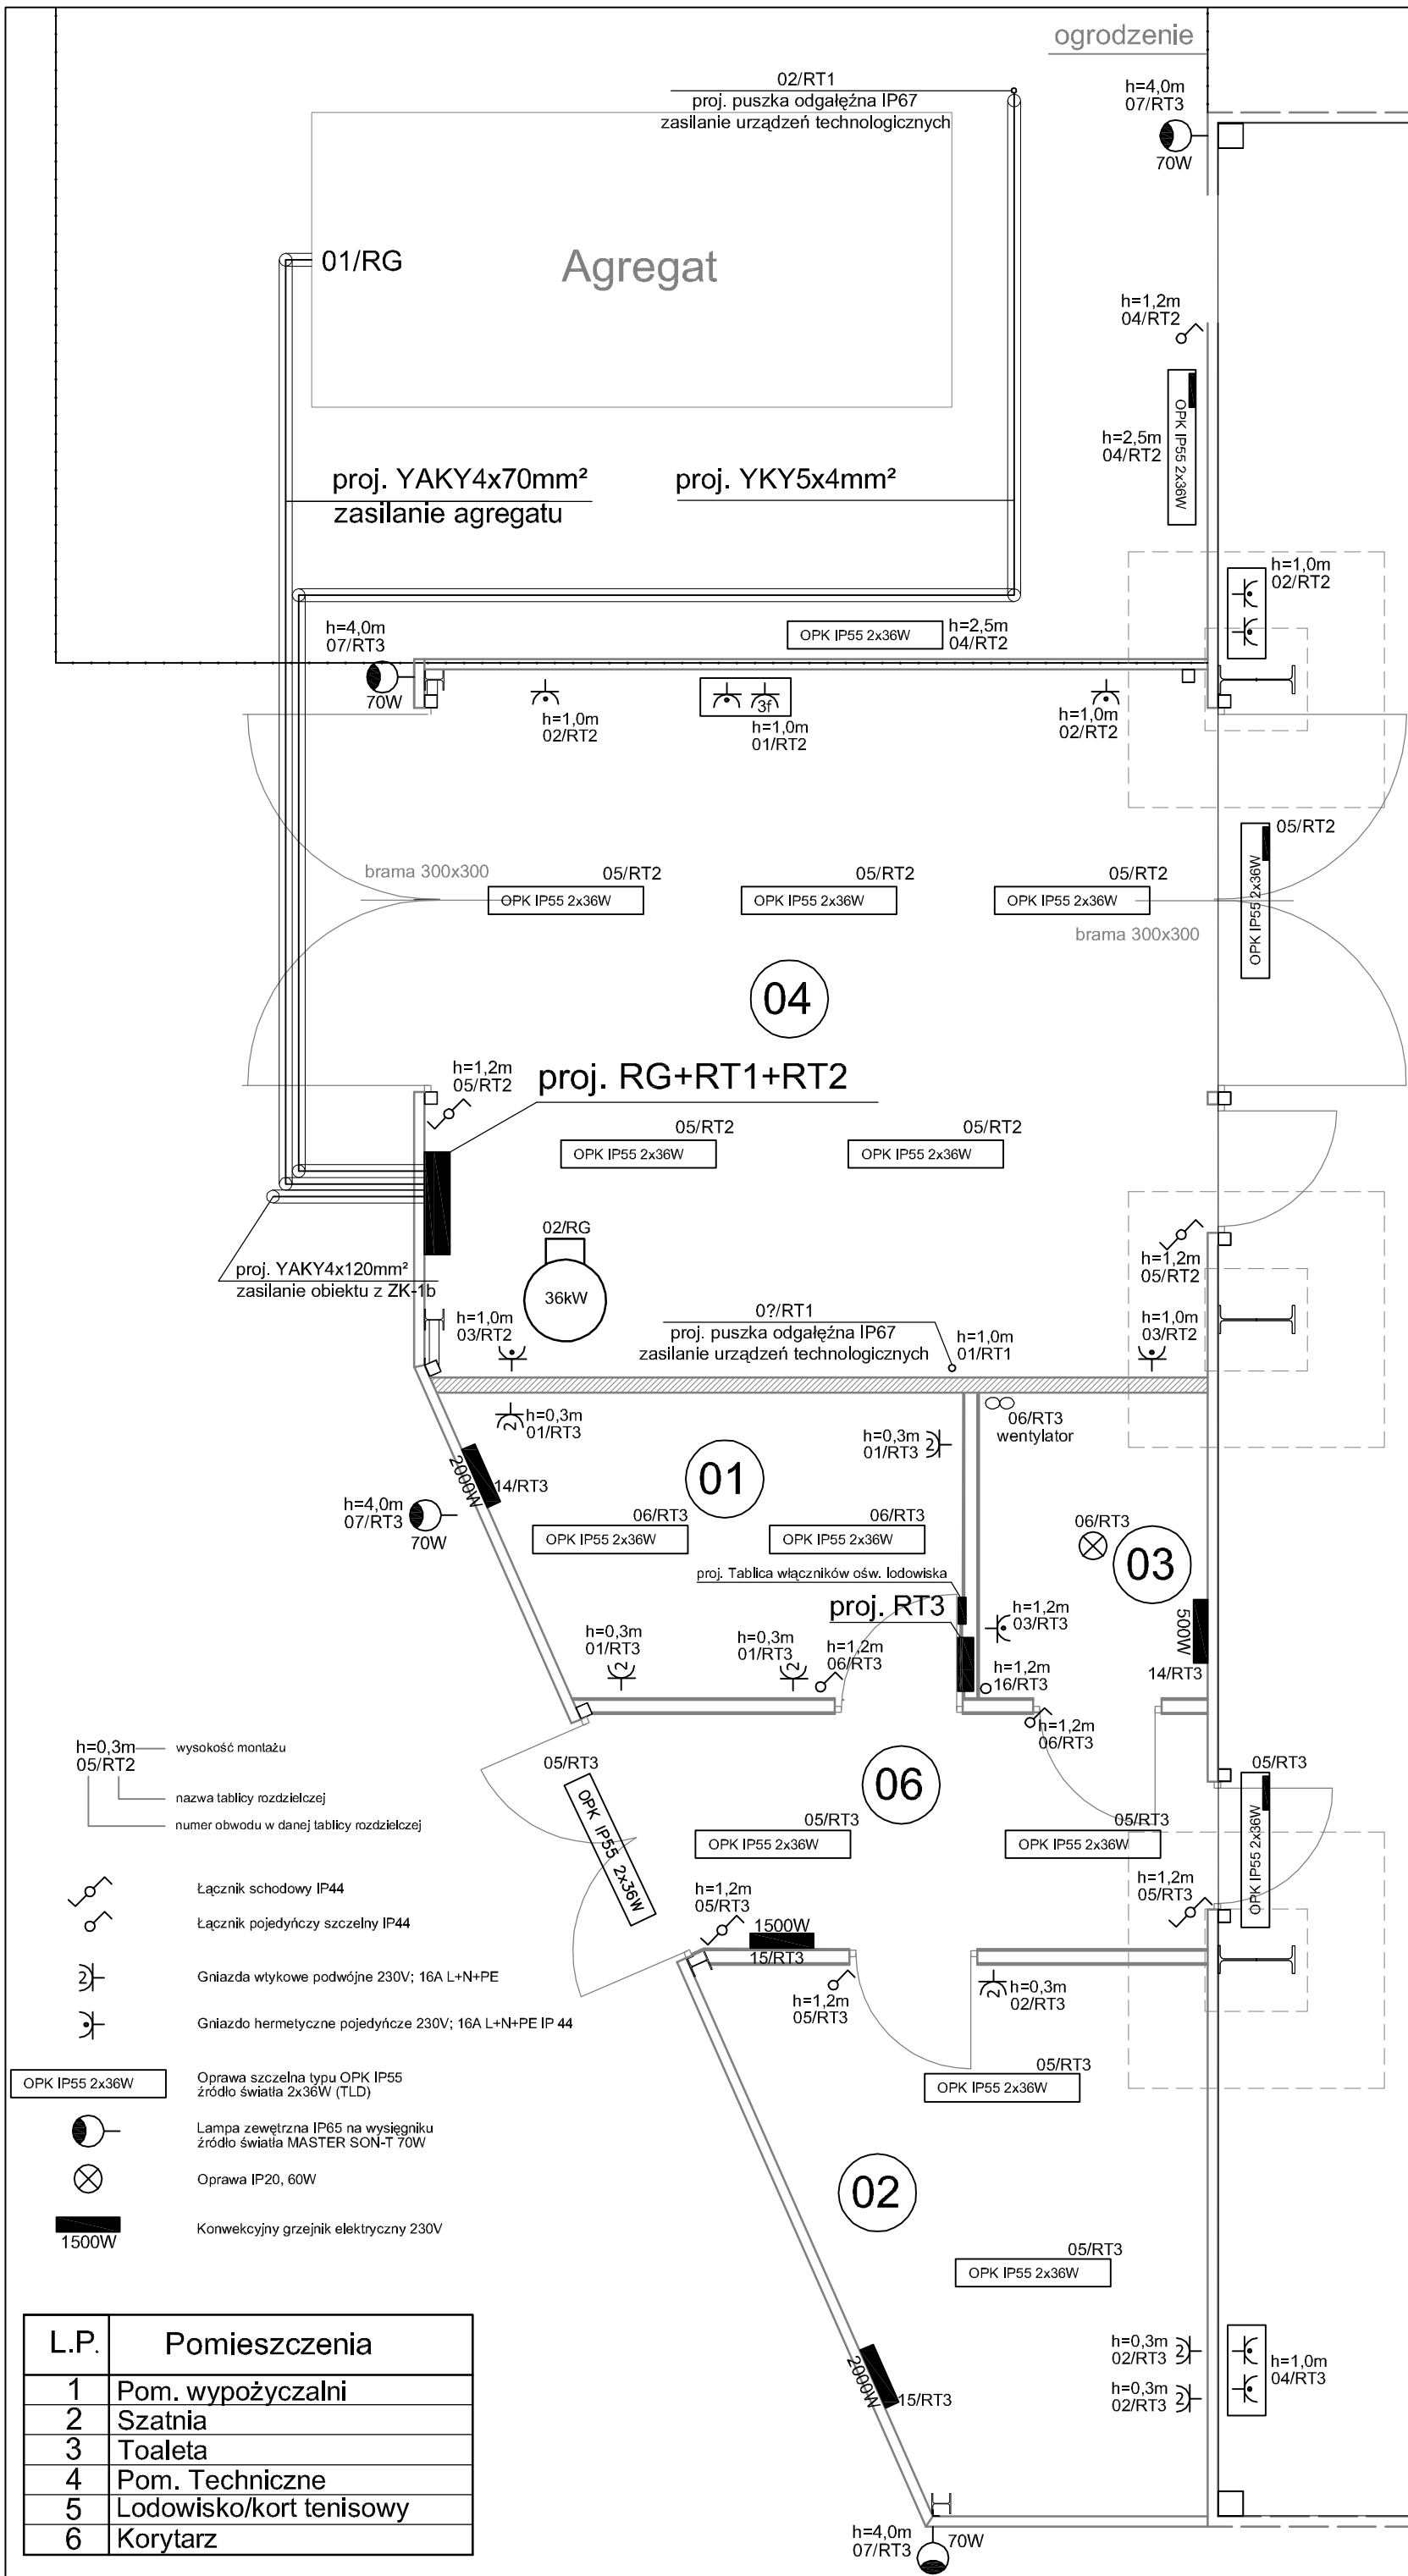 ogrodzenie
02/RT1
proj. puszka odgałęźna IP67
zasilanie urządzeń technologicznych
h=4,0m
07/RT3
70W
01/RG
Agregat
h=1,2m
04/RT2
OPK IP55 2x36W
h=2,5m
04/RT2
proj. YAKY4x70mm²
zasilanie agregatu
proj. YKY5x4mm²
h=1,0m
02/RT2
h=4,0m
07/RT3
70W
OPK IP55 2x36W
h=2,5m
04/RT2
h=1,0m
02/RT2
3f
h=1,0m
01/RT2
h=1,0m
02/RT2
05/RT2
OPK IP55 2x36W
brama 300x300
05/RT2
OPK IP55 2x36W
05/RT2
OPK IP55 2x36W
05/RT2
OPK IP55 2x36W
brama 300x300
04
h=1,2m
05/RT2
proj. RG+RT1+RT2
05/RT2
OPK IP55 2x36W
05/RT2
OPK IP55 2x36W
02/RG
36kW
h=1,2m
05/RT2
proj. YAKY4x120mm²
zasilanie obiektu z ZK-1b
h=1,0m
03/RT2
0?/RT1
proj. puszka odgałęźna IP67
zasilanie urządzeń technologicznych
h=1,0m
01/RT1
h=1,0m
03/RT2
2
h=0,3m
01/RT3
h=0,3m
01/RT3
2
06/RT3
wentylator
2000W
14/RT3
01
h=4,0m
07/RT3
70W
06/RT3
OPK IP55 2x36W
06/RT3
OPK IP55 2x36W
06/RT3
03
proj. Tablica włączników ośw. lodowiska
proj. RT3
h=1,2m
03/RT3
500W
14/RT3
h=0,3m
01/RT3
2
h=0,3m
01/RT3
2
h=1,2m
06/RT3
h=1,2m
16/RT3
h=1,2m
06/RT3
h=0,3m
05/RT2
wysokość montażu
nazwa tablicy rozdzielczej
numer obwodu w danej tablicy rozdzielczej
05/RT3
OPK IP55 2x36W
06
05/RT3
OPK IP55 2x36W
05/RT3
OPK IP55 2x36W
05/RT3
OPK IP55 2x36W
h=1,2m
05/RT3
h=1,2m
05/RT3
1500W
15/RT3
h=1,2m
05/RT3
2
h=0,3m
02/RT3
Łącznik schodowy IP44
Łącznik pojedyńczy szczelny IP44
2
Gniazda wtykowe podwójne 230V; 16A L+N+PE
Gniazdo hermetyczne pojedyńcze 230V; 16A L+N+PE IP 44
OPK IP55 2x36W
Oprawa szczelna typu OPK IP55
źródło światła 2x36W (TLD)
Lampa zewętrzna IP65 na wysięgniku
źródło światła MASTER SON-T 70W
Oprawa IP20, 60W
1500W
Konwekcyjny grzejnik elektryczny 230V
05/RT3
OPK IP55 2x36W
02
05/RT3
OPK IP55 2x36W
2000W
15/RT3
h=0,3m
02/RT3
2
h=0,3m
02/RT3
2
h=1,0m
04/RT3
h=4,0m
07/RT3
70W
L.P. Pomieszczenia
1 Pom. wypożyczalni
2 Szatnia
3 Toaleta
4 Pom. Techniczne
5 Lodowisko/kort tenisowy
6 Korytarz